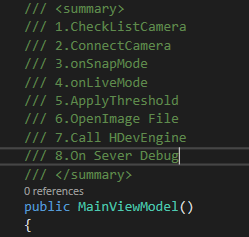 /// <summary>
/// 1.CheckListCamera
/// 2.ConnectCamera
/// 3.onSnapMode
/// 4.onLiveMode
/// 5.ApplyThreshold
/// 6.OpenImage File
/// 7.Call HDevEngine
/// 8.On Sever Debug
/// </summary>
0 references
public MainViewModel()
{